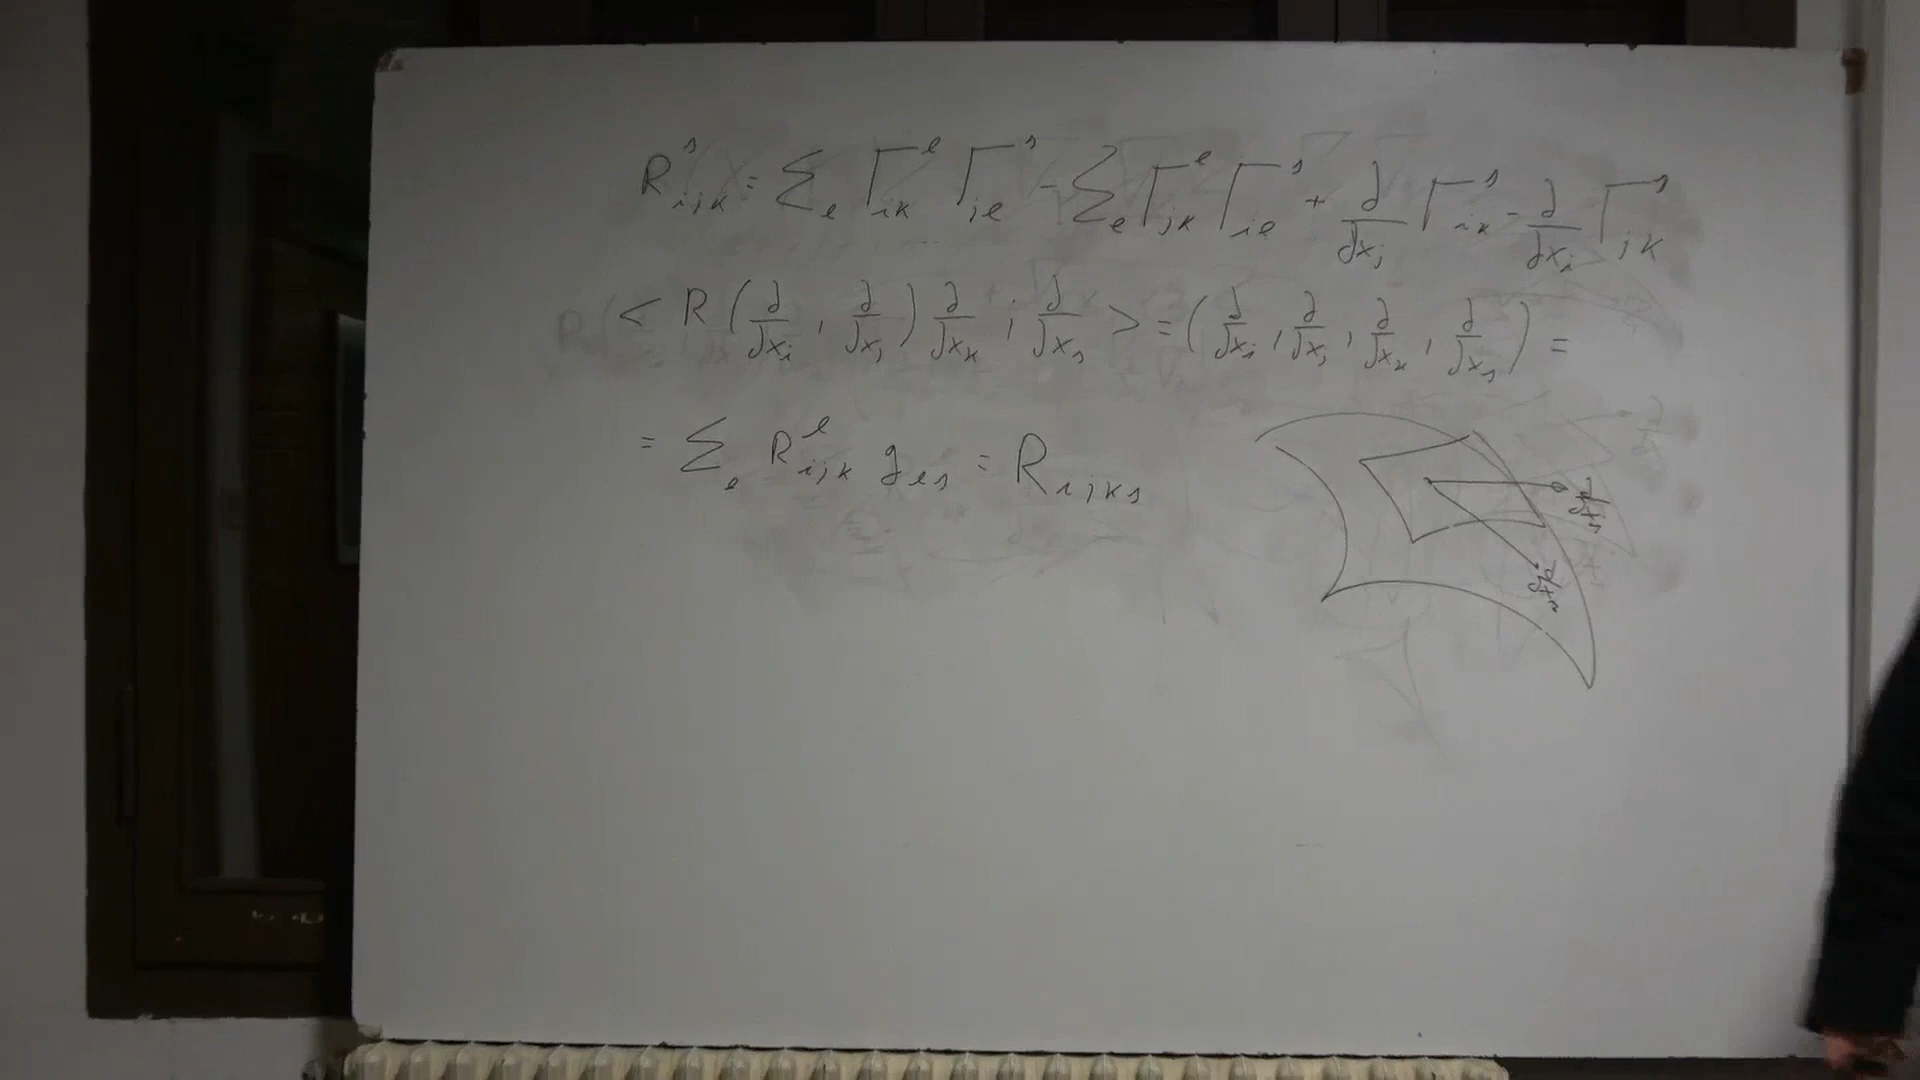 R^s_{ijk} = Σ_l Γ^l_{ik} Γ^s_{jl} - Σ_l Γ^l_{jk} Γ^s_{il} + ∂/∂x_j Γ^s_{ik} - ∂/∂x_i Γ^s_{jk}
< R(∂/∂x_i , ∂/∂x_j) ∂/∂x_k ; ∂/∂x_s > = (∂/∂x_i , ∂/∂x_j , ∂/∂x_k , ∂/∂x_s) =
= Σ_l R^l_{ijk} g_{ls} = R_{ijks}